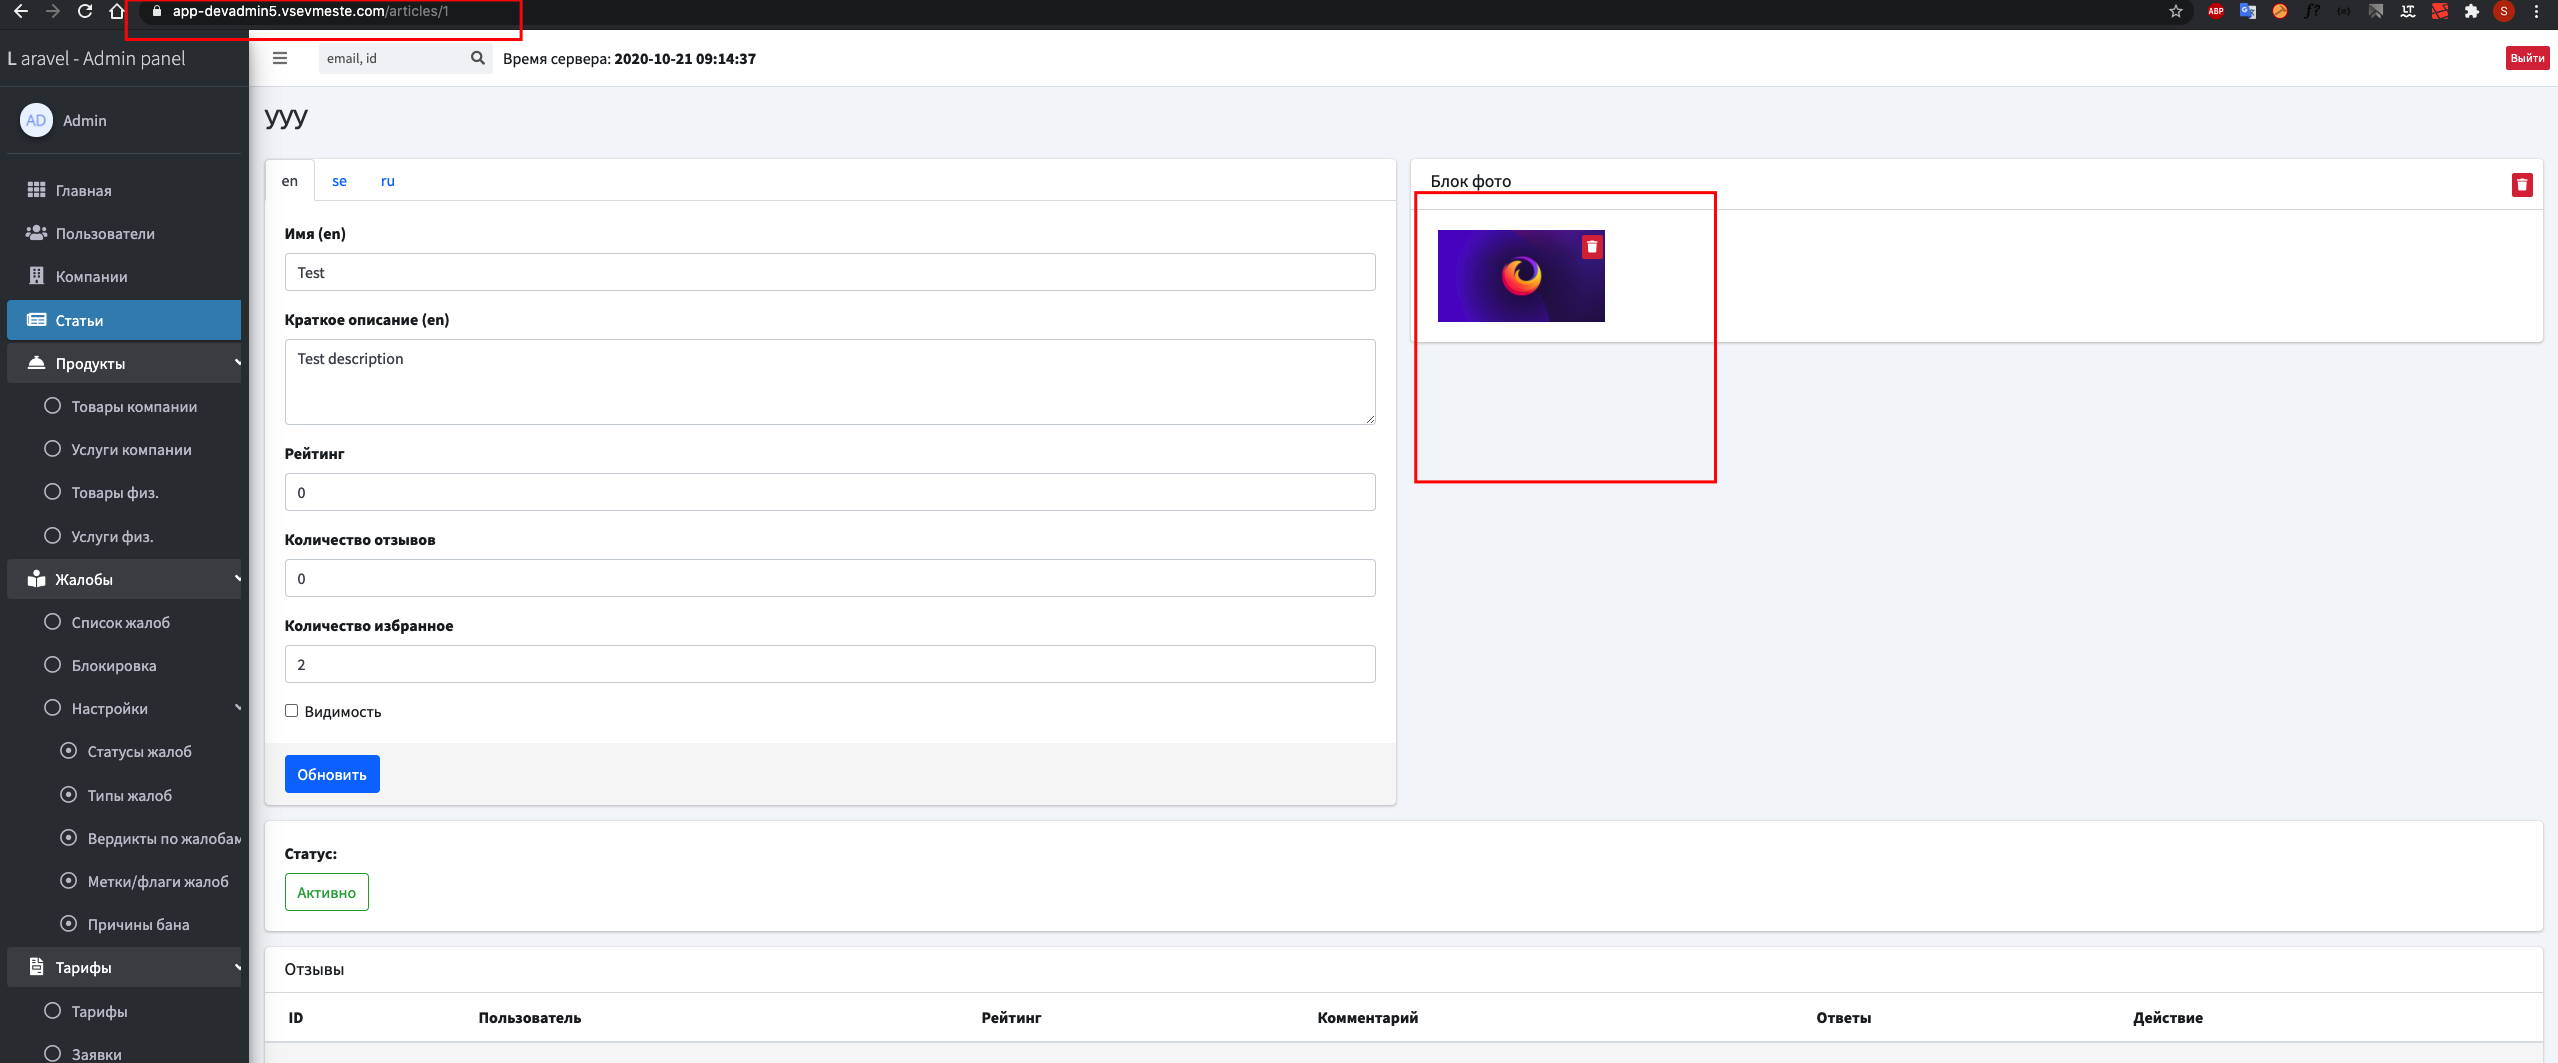 app-devadmin5.vsevmeste.com/articles/1
ABP
S
L aravel - Admin panel
email, id
Время сервера: 2020-10-21 09:14:37
Выйти
AD Admin
Главная
Пользователи
Компании
Статьи
Продукты
Товары компании
Услуги компании
Товары физ.
Услуги физ.
Жалобы
Список жалоб
Блокировка
Настройки
Статусы жалоб
Типы жалоб
Вердикты по жалобам
Метки/флаги жалоб
Причины бана
Тарифы
Тарифы
Заявки
yyy
en se ru
Имя (en)
Test
Краткое описание (en)
Test description
Рейтинг
0
Количество отзывов
0
Количество избранное
2
Видимость
Обновить
Блок фото
Статус:
Активно
Отзывы
ID Пользователь Рейтинг Комментарий Ответы Действие